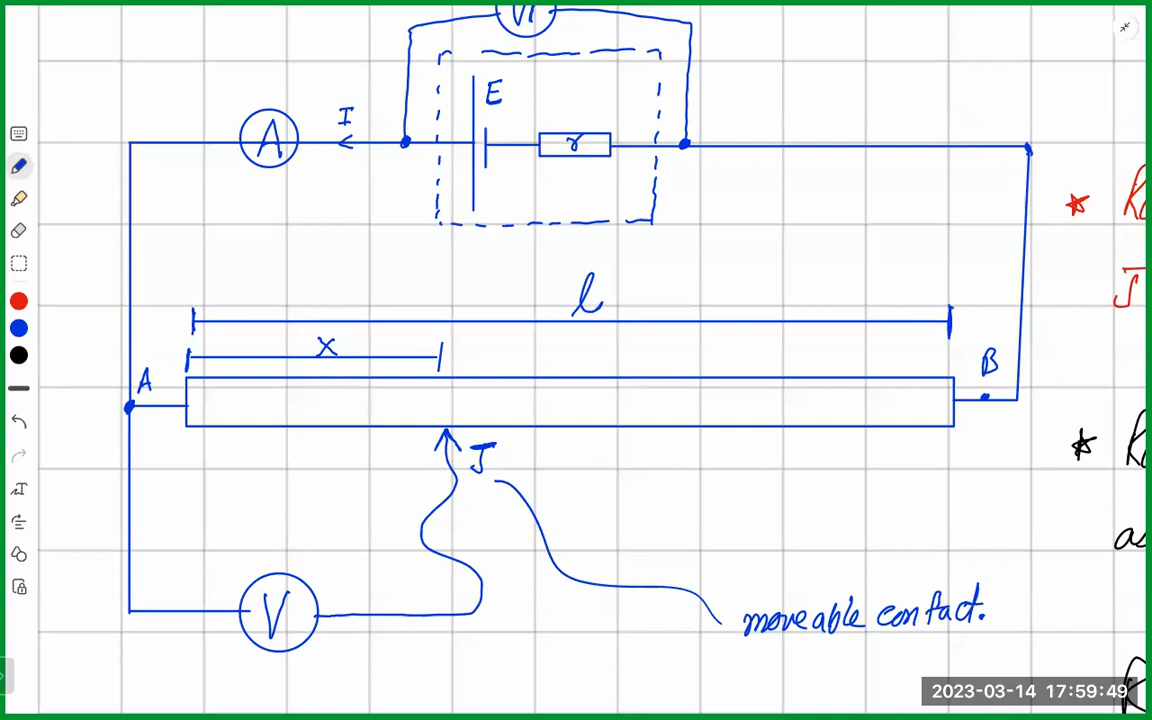 E
I
A
r
l
x
A
B
J
V
moveable contact.
2023-03-14 17:59:49